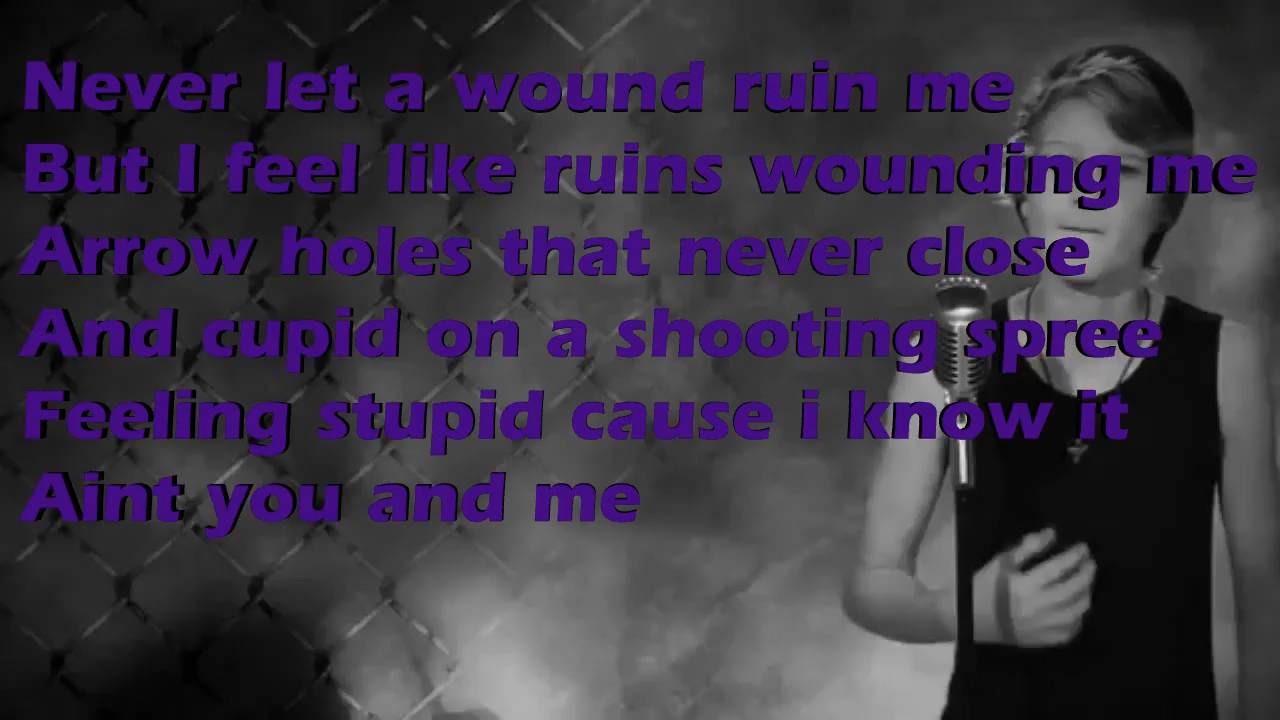 Never let a wound ruin me
But I feel like ruins wounding me
Arrow holes that never close
And cupid on a shooting spree
Feeling stupid cause i know it
Aint you and me